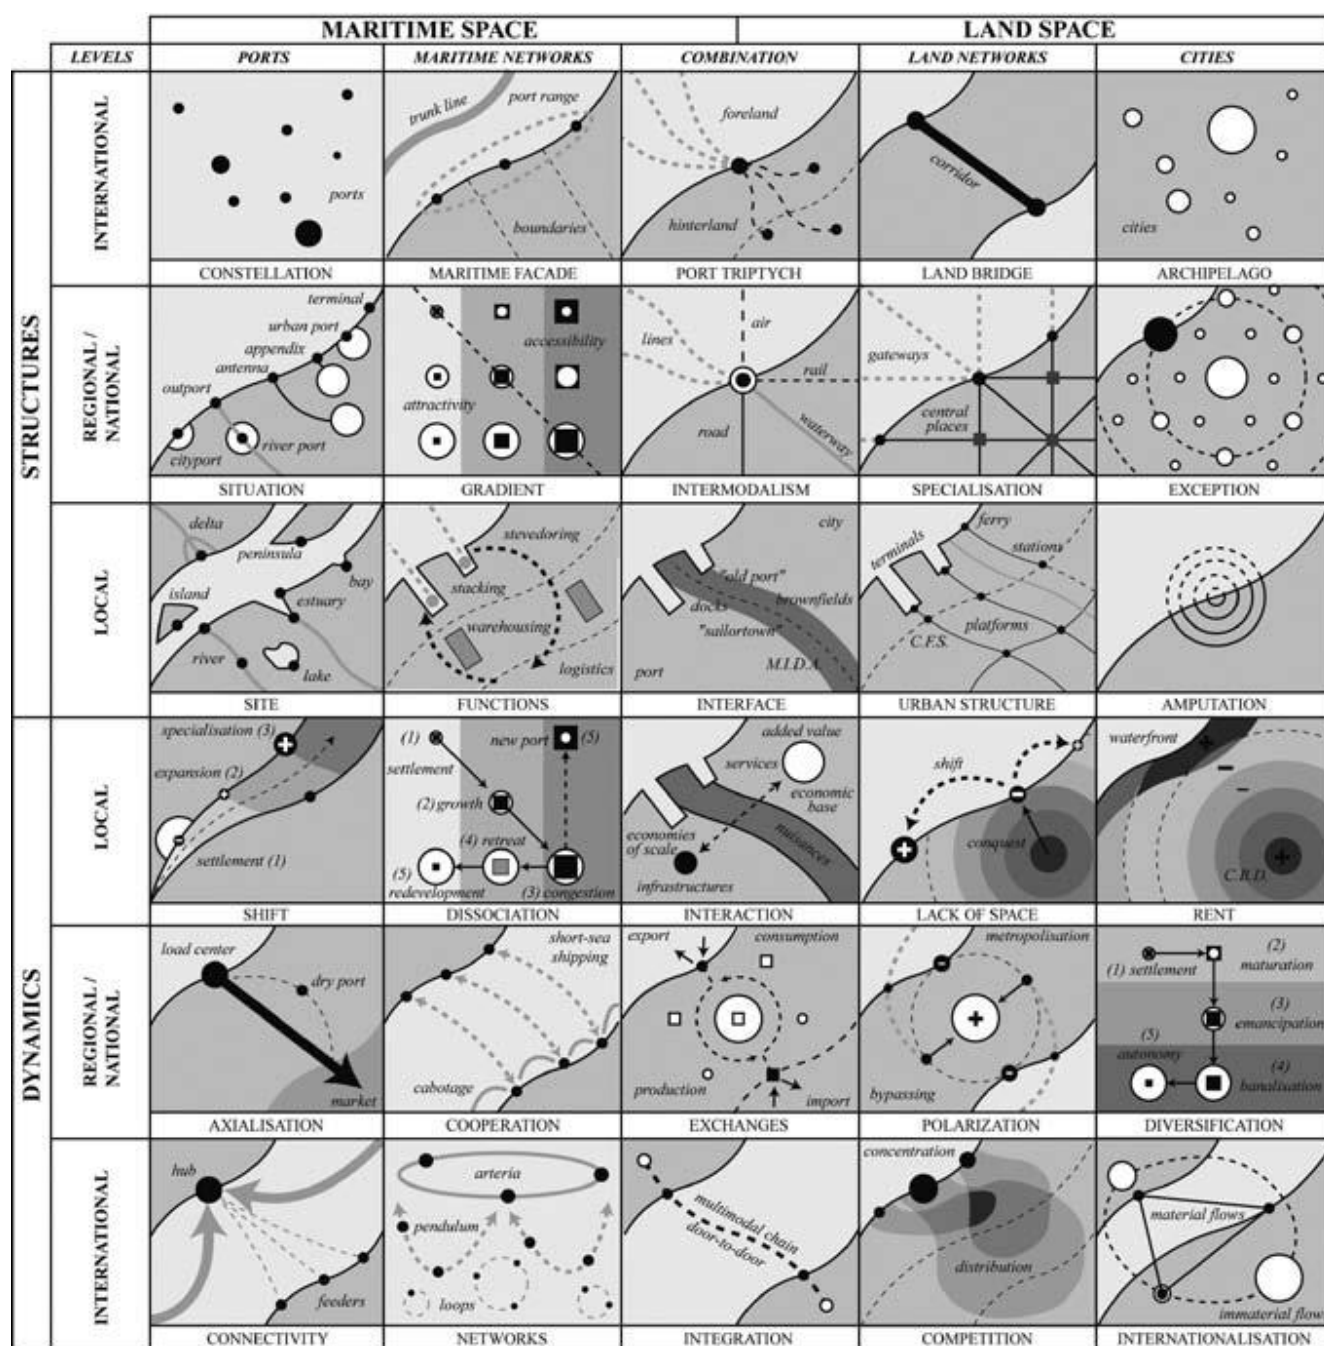 MARITIME SPACE
LAND SPACE
LEVELS
PORTS
MARITIME NETWORKS
COMBINATION
LAND NETWORKS
CITIES
STRUCTURES
INTERNATIONAL
ports
trunk line
port range
boundaries
foreland
hinterland
corridor
cities
CONSTELLATION
MARITIME FACADE
PORT TRIPTYCH
LAND BRIDGE
ARCHIPELAGO
REGIONAL /
NATIONAL
terminal
urban port
appendix
antenna
outport
river port
cityport
accessibility
attractivity
lines
air
rail
road
waterway
gateways
central
places
SITUATION
GRADIENT
INTERMODALISM
SPECIALISATION
EXCEPTION
LOCAL
delta
peninsula
bay
island
estuary
river
lake
stevedoring
stacking
warehousing
logistics
city
"old port"
brownfields
docks
"sailortown"
M.I.D.A.
port
ferry
terminals
stations
platforms
C.F.S.
SITE
FUNCTIONS
INTERFACE
URBAN STRUCTURE
AMPUTATION
DYNAMICS
LOCAL
specialisation (3)
expansion (2)
settlement (1)
(1)
new port
(5)
settlement
(2) growth
(4) retreat
(5)
redevelopment
(3) congestion
added value
services
economic
base
economies
of scale
nuisances
infrastructures
shift
conquest
waterfront
C.B.D.
SHIFT
DISSOCIATION
INTERACTION
LACK OF SPACE
RENT
REGIONAL /
NATIONAL
load center
dry port
market
short-sea
shipping
cabotage
export
consumption
production
import
metropolisation
bypassing
(1) settlement
(2)
maturation
(3)
emancipation
(5)
autonomy
(4)
banalisation
AXIALISATION
COOPERATION
EXCHANGES
POLARIZATION
DIVERSIFICATION
INTERNATIONAL
hub
feeders
arteria
pendulum
loops
multimodal chain
door-to-door
concentration
distribution
material flows
immaterial flow
CONNECTIVITY
NETWORKS
INTEGRATION
COMPETITION
INTERNATIONALISATION